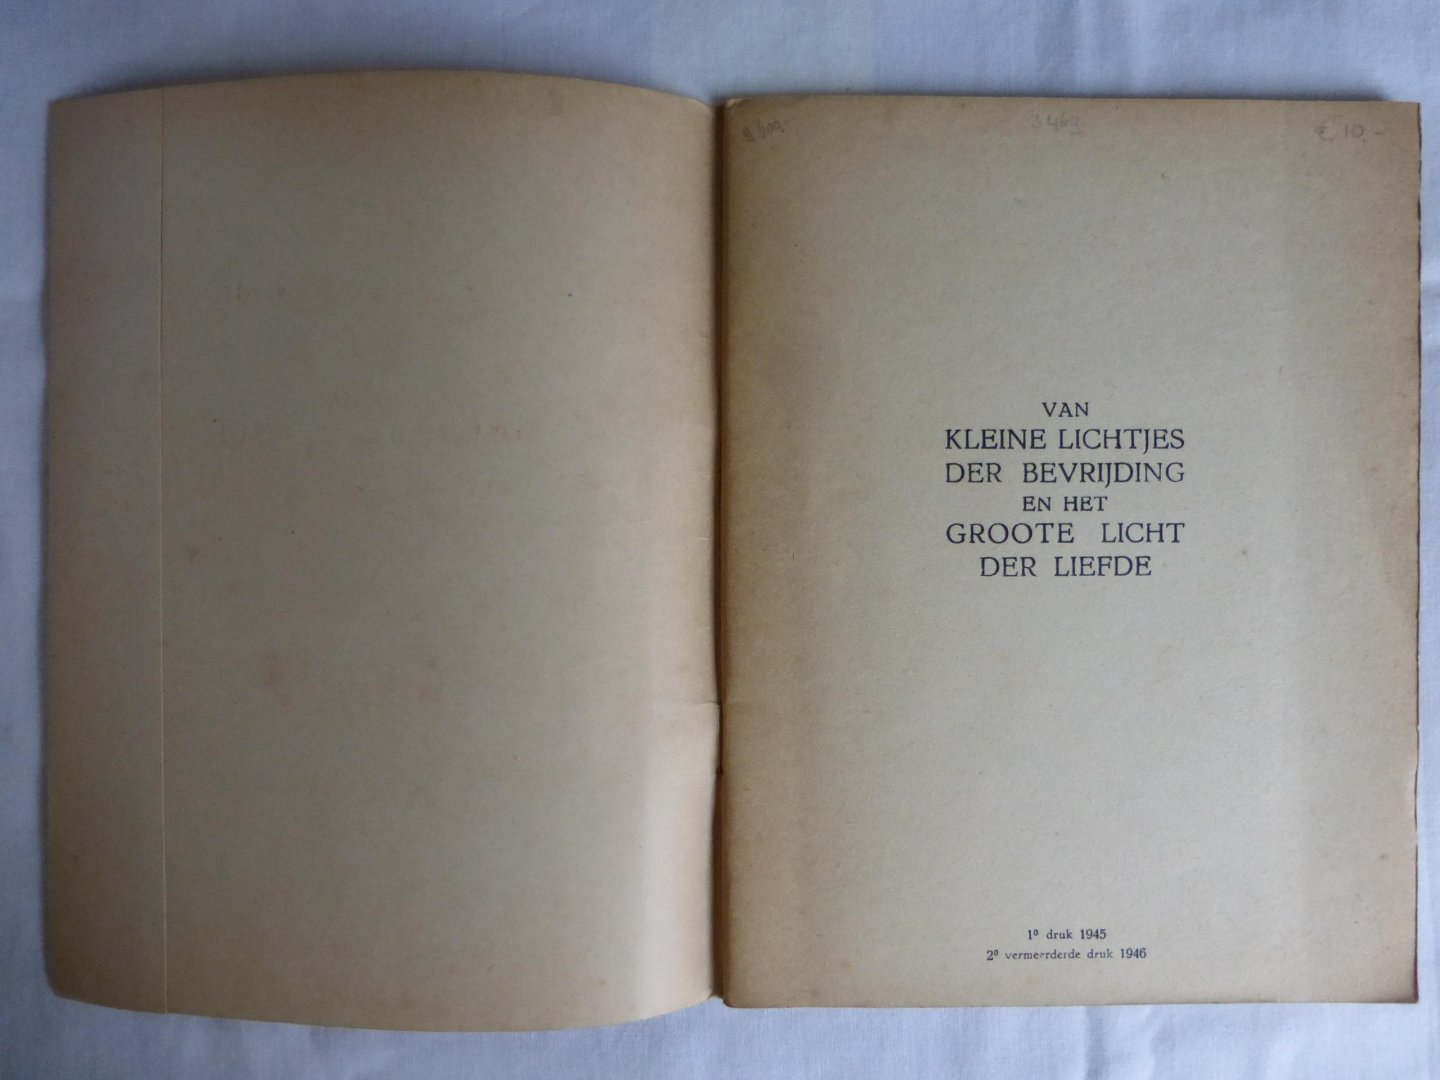 3469
€ 10,-
VAN
KLEINE LICHTJES
DER BEVRIJDING
EN HET
GROOTE LICHT
DER LIEFDE
1e druk 1945
2e vermeerderde druk 1946